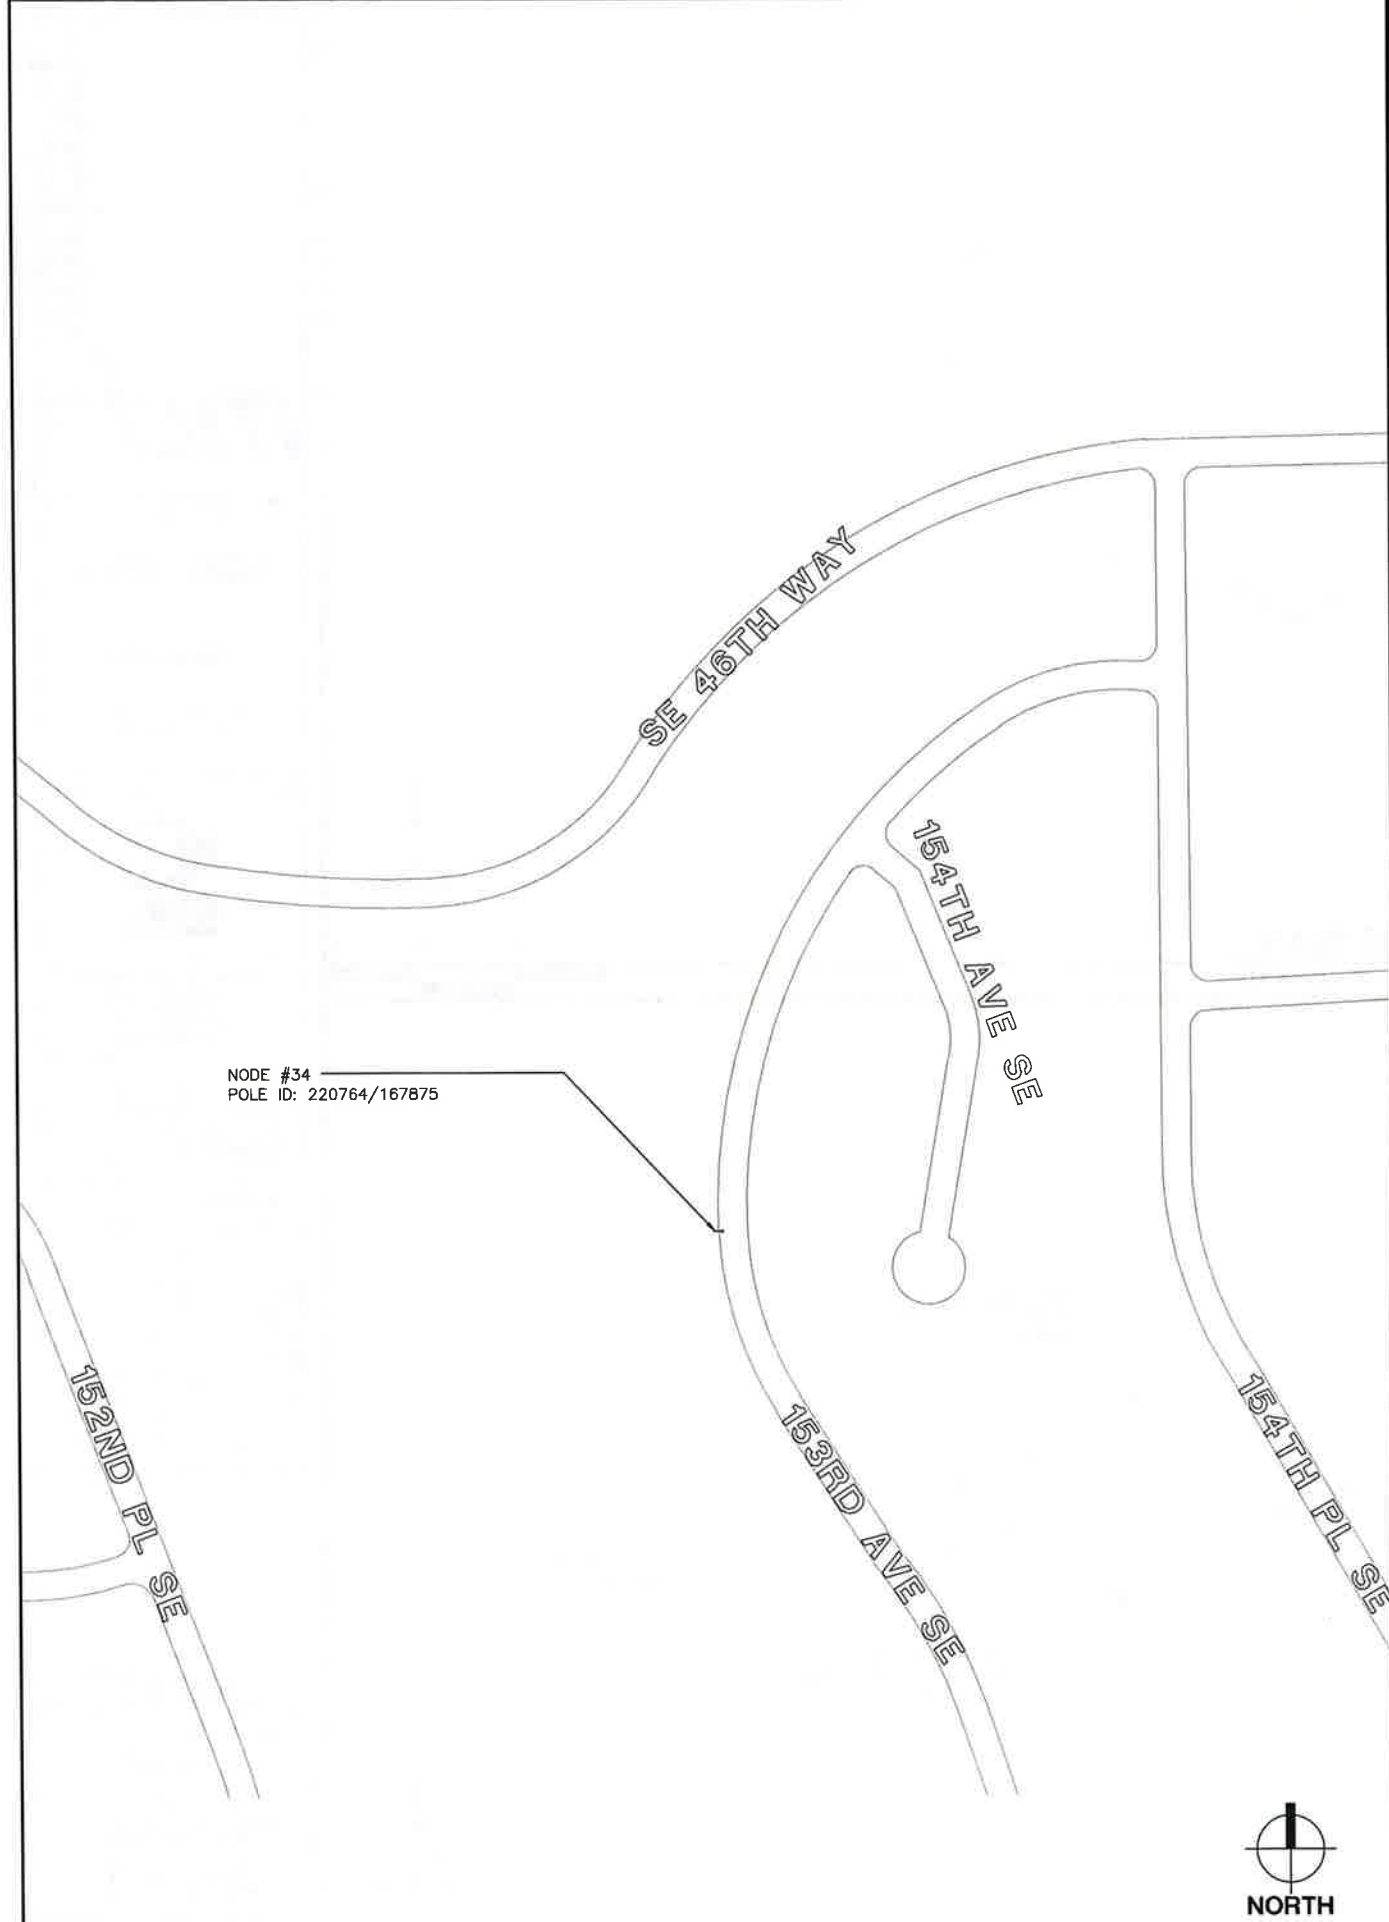 SE 46TH WAY
154TH AVE SE
NODE #34
POLE ID: 220764/167875
152ND PL SE
153RD AVE SE
154TH PL SE
NORTH